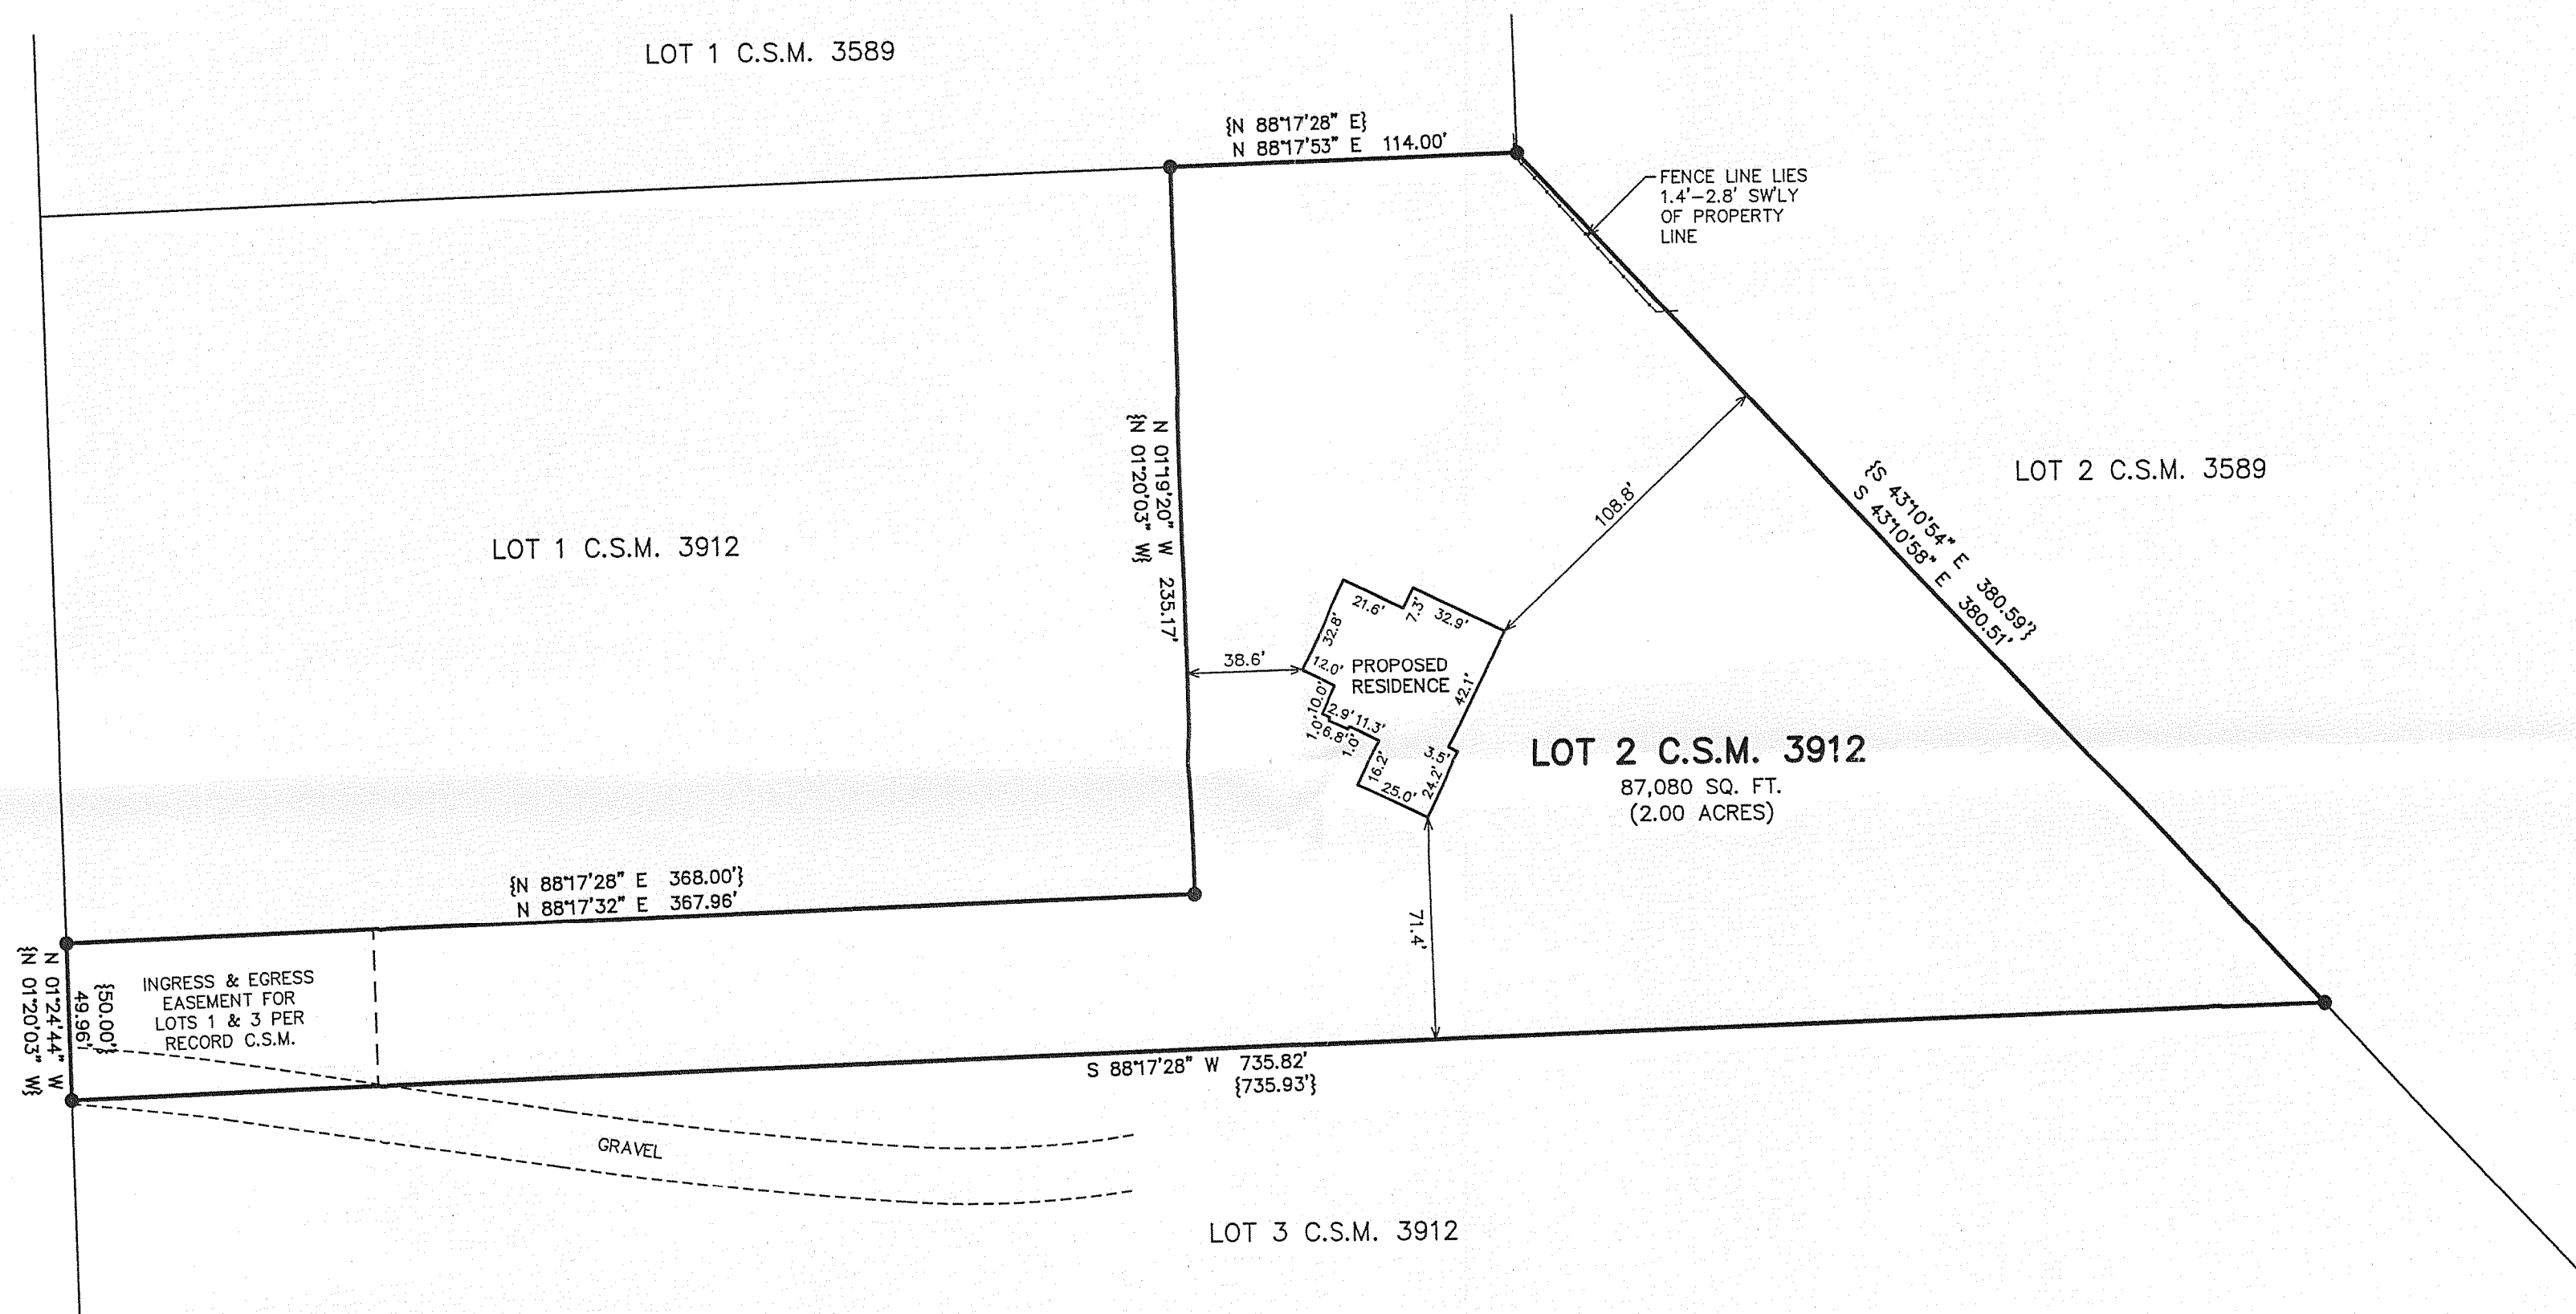 LOT 1 C.S.M. 3589
{N 88°17'28" E}
N 88°17'53" E 114.00'
FENCE LINE LIES
1.4'-2.8' SW'LY
OF PROPERTY
LINE
LOT 2 C.S.M. 3589
{S 43°10'54" E 380.59'}
S 43°10'58" E 380.51'
N 01°19'20" W 235.17'
{N 01°20'03" W}
LOT 1 C.S.M. 3912
108.8'
21.6'
7.3'
32.9'
32.8'
38.6'
12.0'
PROPOSED
RESIDENCE
42.1'
10.0'
2.9'
11.3'
1.0'
6.8'
1.0'
16.2'
3.5'
24.2'
25.0'
LOT 2 C.S.M. 3912
87,080 SQ. FT.
(2.00 ACRES)
71.4'
{N 88°17'28" E 368.00'}
N 88°17'32" E 367.96'
{50.00'}
49.96'
N 01°24'44" W
{N 01°20'03" W}
INGRESS & EGRESS
EASEMENT FOR
LOTS 1 & 3 PER
RECORD C.S.M.
S 88°17'28" W 735.82'
{735.93'}
GRAVEL
LOT 3 C.S.M. 3912